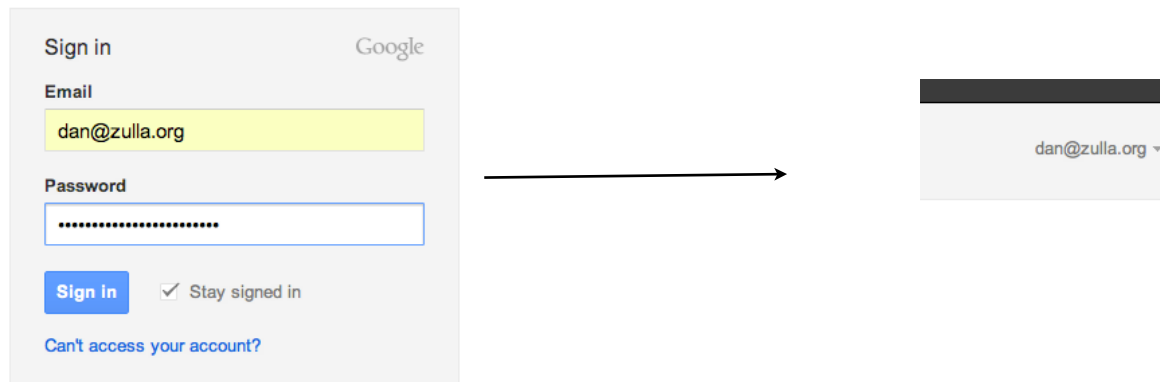 Sign in Google
Email
dan@zulla.org
Password
••••••••••••••••••••••••
Sign in Stay signed in
Can't access your account?
dan@zulla.org